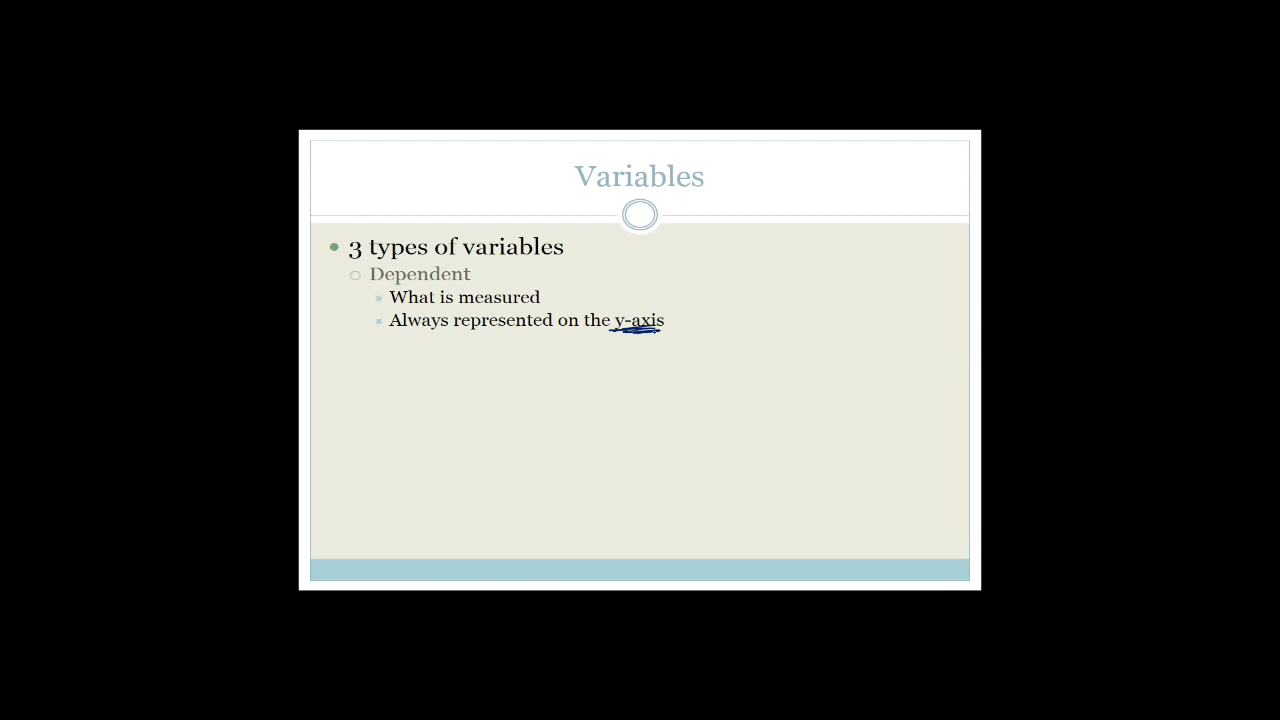 Variables
3 types of variables
Dependent
What is measured
Always represented on the y-axis